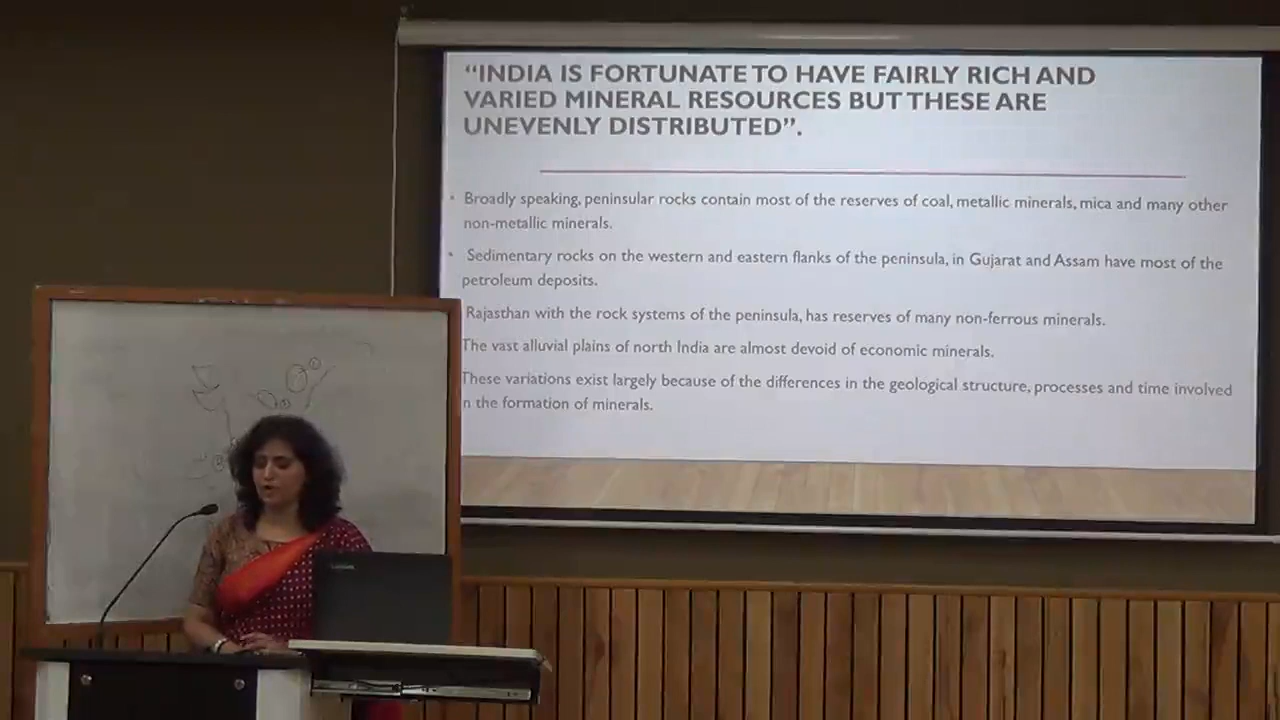 “INDIA IS FORTUNATE TO HAVE FAIRLY RICH AND
VARIED MINERAL RESOURCES BUT THESE ARE
UNEVENLY DISTRIBUTED”.
• Broadly speaking, peninsular rocks contain most of the reserves of coal, metallic minerals, mica and many other
non-metallic minerals.
• Sedimentary rocks on the western and eastern flanks of the peninsula, in Gujarat and Assam have most of the
petroleum deposits.
Rajasthan with the rock systems of the peninsula, has reserves of many non-ferrous minerals.
The vast alluvial plains of north India are almost devoid of economic minerals.
These variations exist largely because of the differences in the geological structure, processes and time involved
n the formation of minerals.